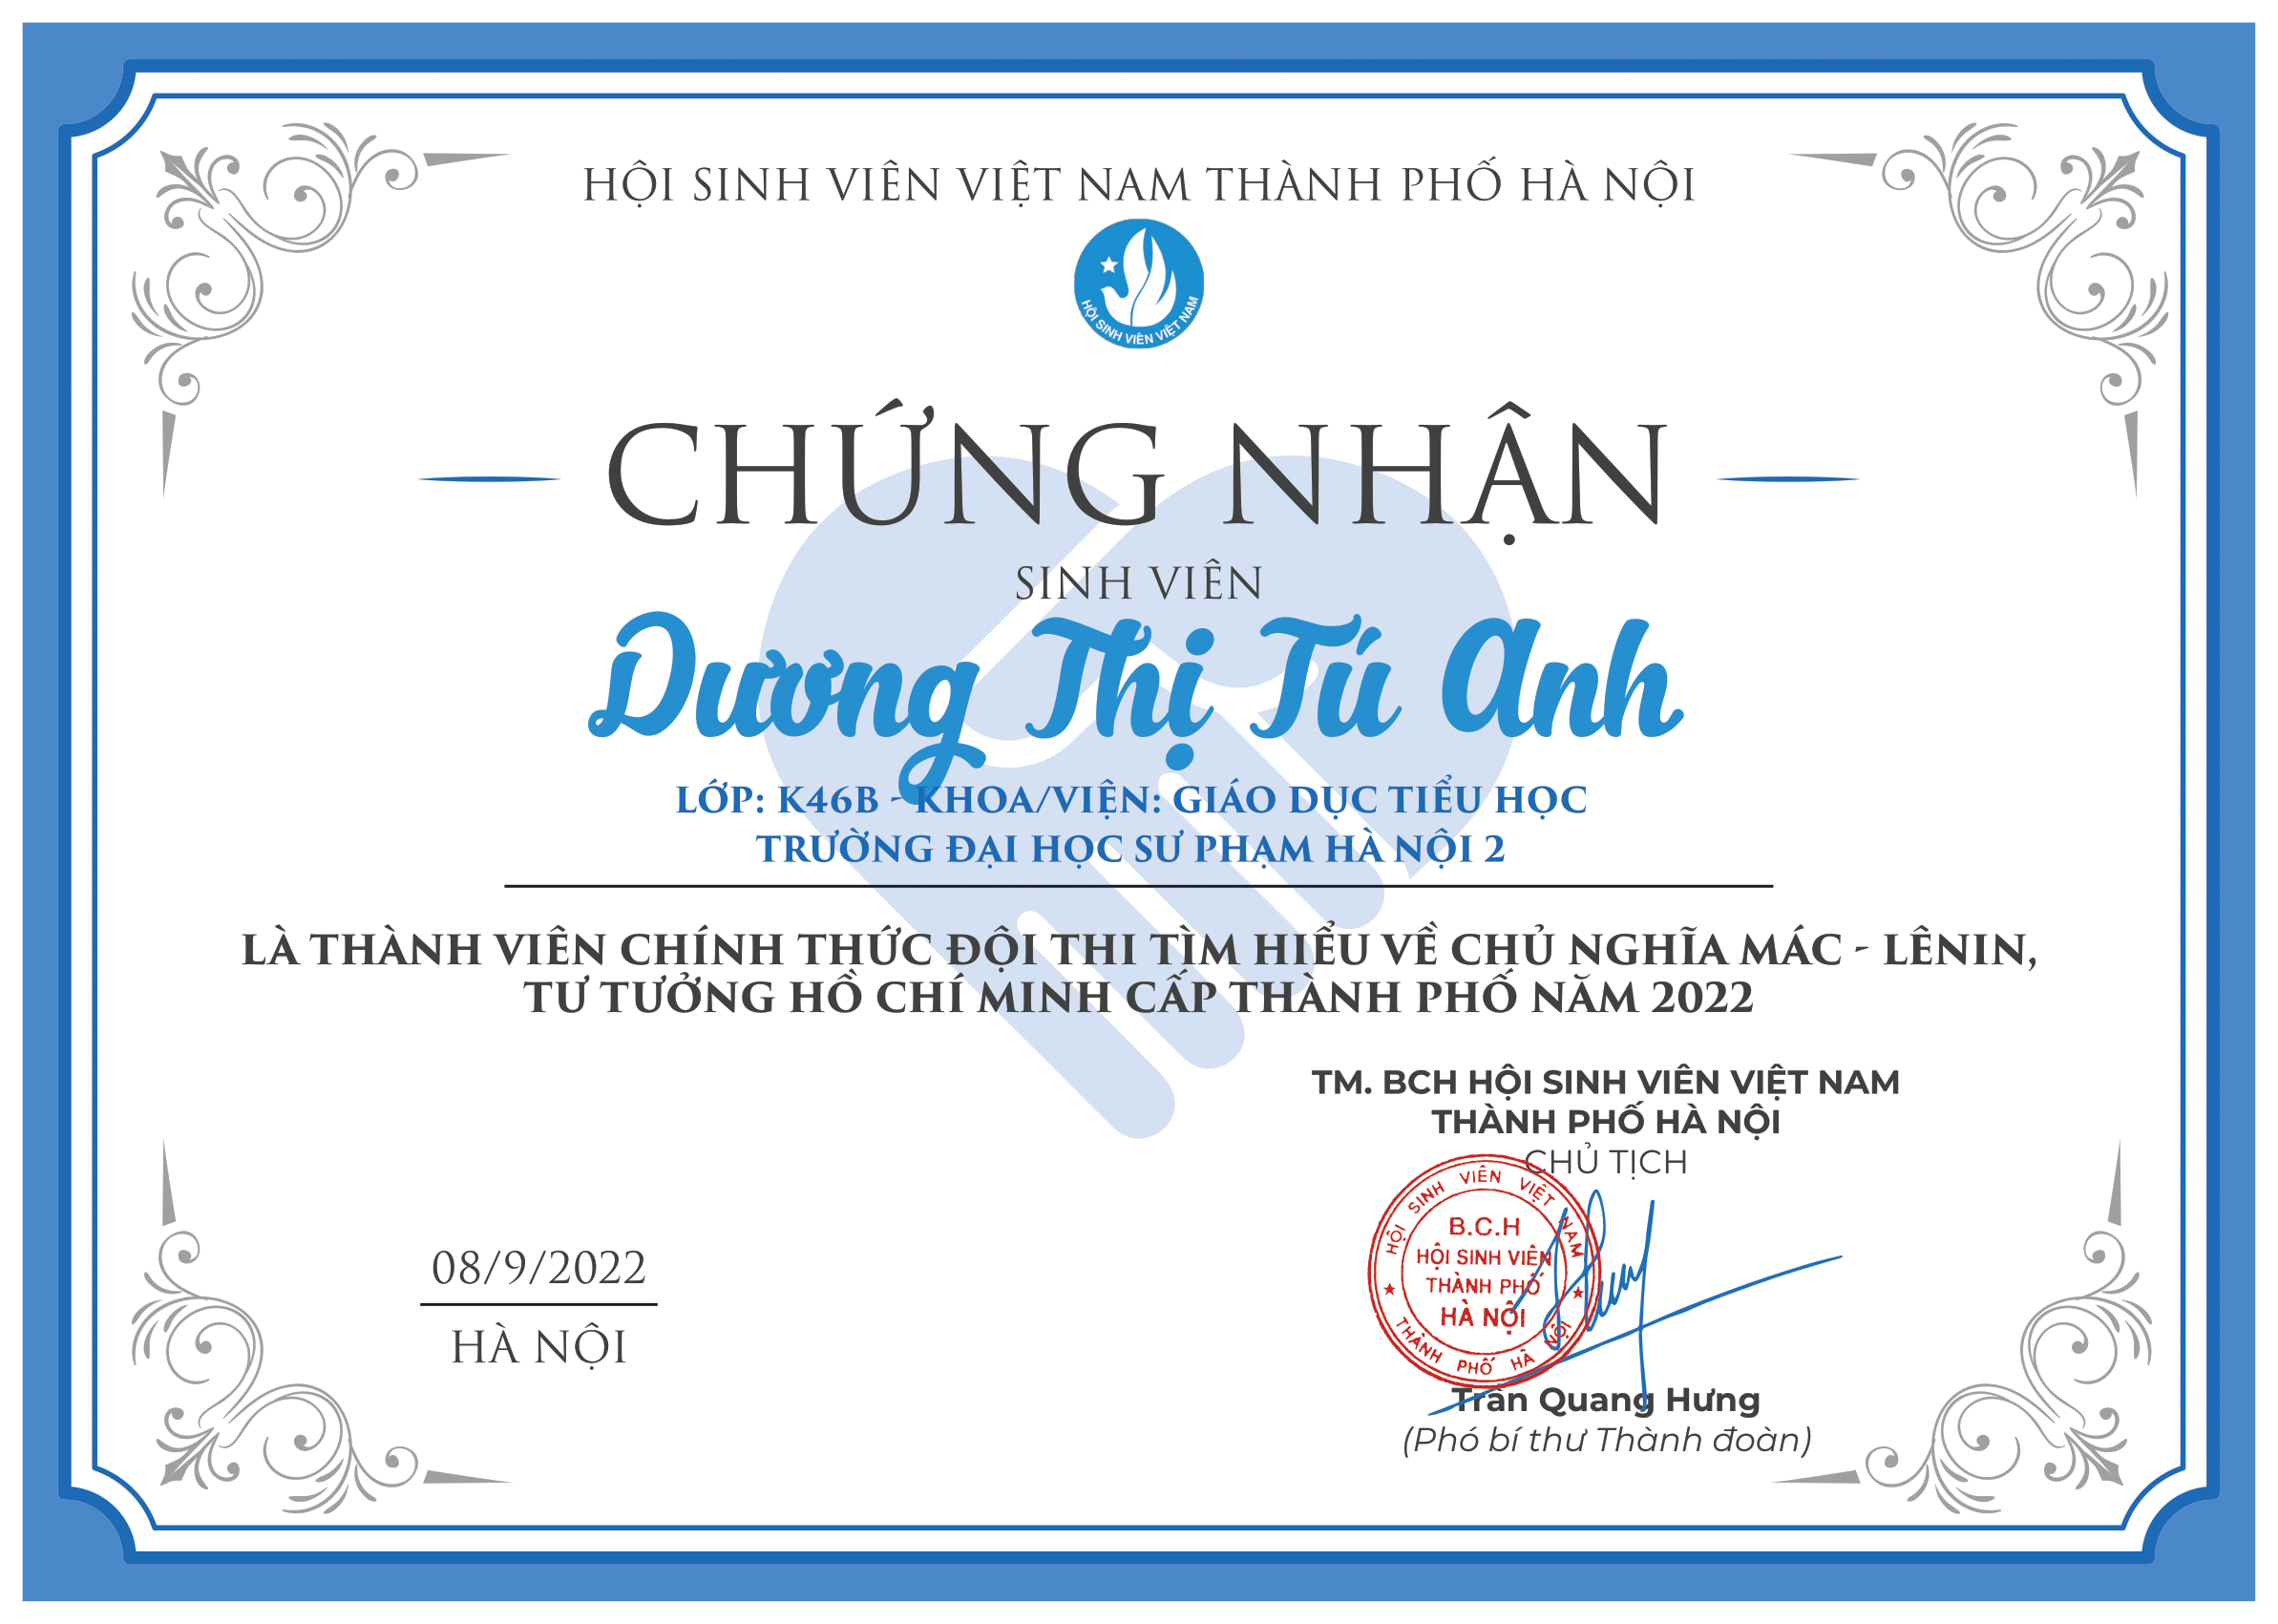 HỘI SINH VIÊN VIỆT NAM THÀNH PHỐ HÀ NỘI
HỘI SINH VIÊN VIỆT NAM
CHỨNG NHẬN
SINH VIÊN
Dương Thị Tú Anh
LỚP: K46B - KHOA/VIỆN: GIÁO DỤC TIỂU HỌC
TRƯỜNG ĐẠI HỌC SƯ PHẠM HÀ NỘI 2
LÀ THÀNH VIÊN CHÍNH THỨC ĐỘI THI TÌM HIỂU VỀ CHỦ NGHĨA MÁC - LÊNIN,
TƯ TƯỞNG HỒ CHÍ MINH CẤP THÀNH PHỐ NĂM 2022
TM. BCH HỘI SINH VIÊN VIỆT NAM
THÀNH PHỐ HÀ NỘI
CHỦ TỊCH
HỘI SINH VIÊN VIỆT NAM
B.C.H
HỘI SINH VIÊN
THÀNH PHỐ
HÀ NỘI
THÀNH PHỐ HÀ NỘI
08/9/2022
HÀ NỘI
Trần Quang Hưng
(Phó bí thư Thành đoàn)